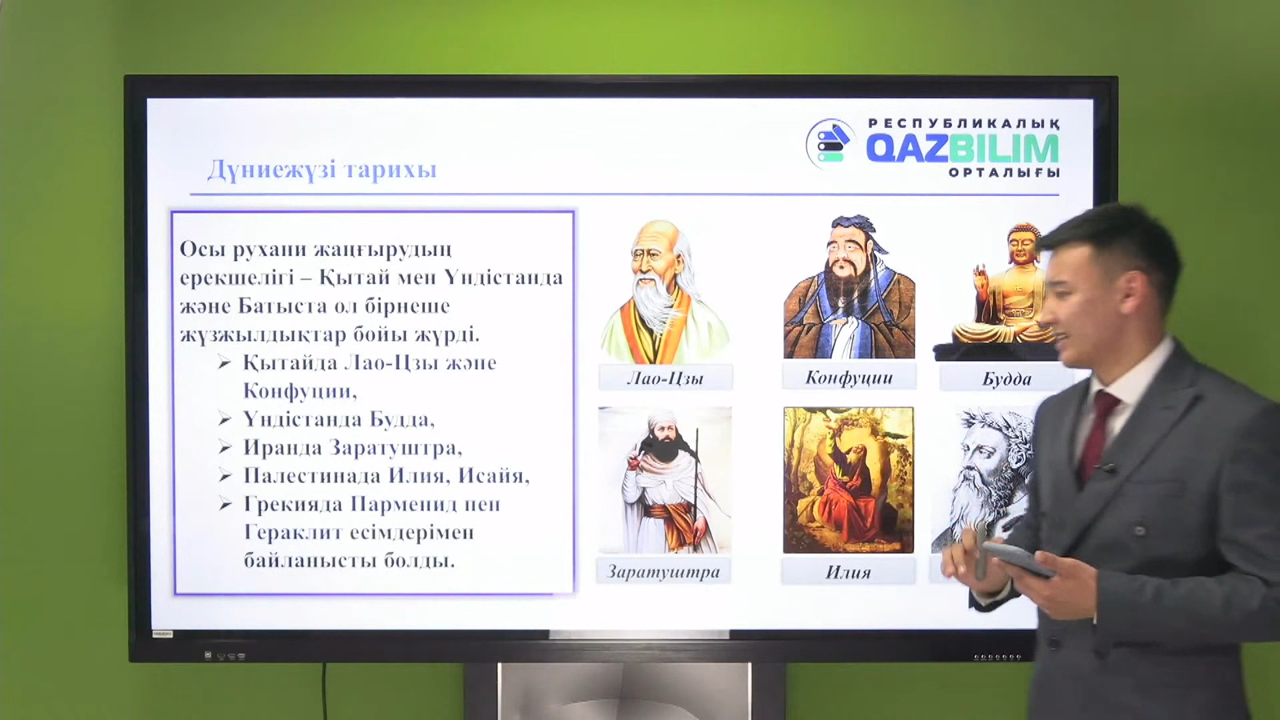 РЕСПУБЛИКАЛЫҚ
QAZBILIM
ОРТАЛЫҒЫ
Дүниежүзі тарихы
Осы рухани жаңғырудың
ерекшелігі – Қытай мен Үндістанда
және Батыста ол бірнеше
жүзжылдықтар бойы жүрді.
➢ Қытайда Лао-Цзы және
Конфуции,
➢ Үндістанда Будда,
➢ Иранда Заратуштра,
➢ Палестинада Илия, Исайя,
➢ Грекияда Парменид пен
Гераклит есімдерімен
байланысты болды.
Лао-Цзы
Конфуции
Будда
Заратуштра
Илия